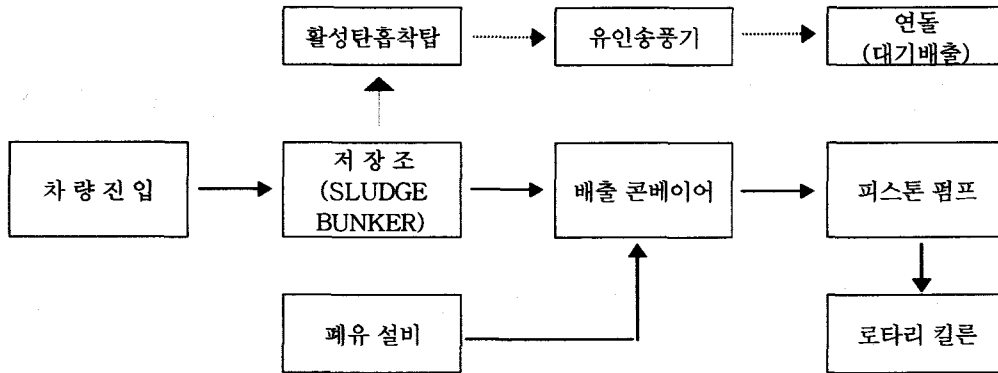 활성탄흡착탑
유인송풍기
연돌
(대기배출)
차 량 진 입
저 장 조
(SLUDGE
BUNKER)
배출 콘베이어
피스톤 펌프
폐유 설비
로타리 킬른